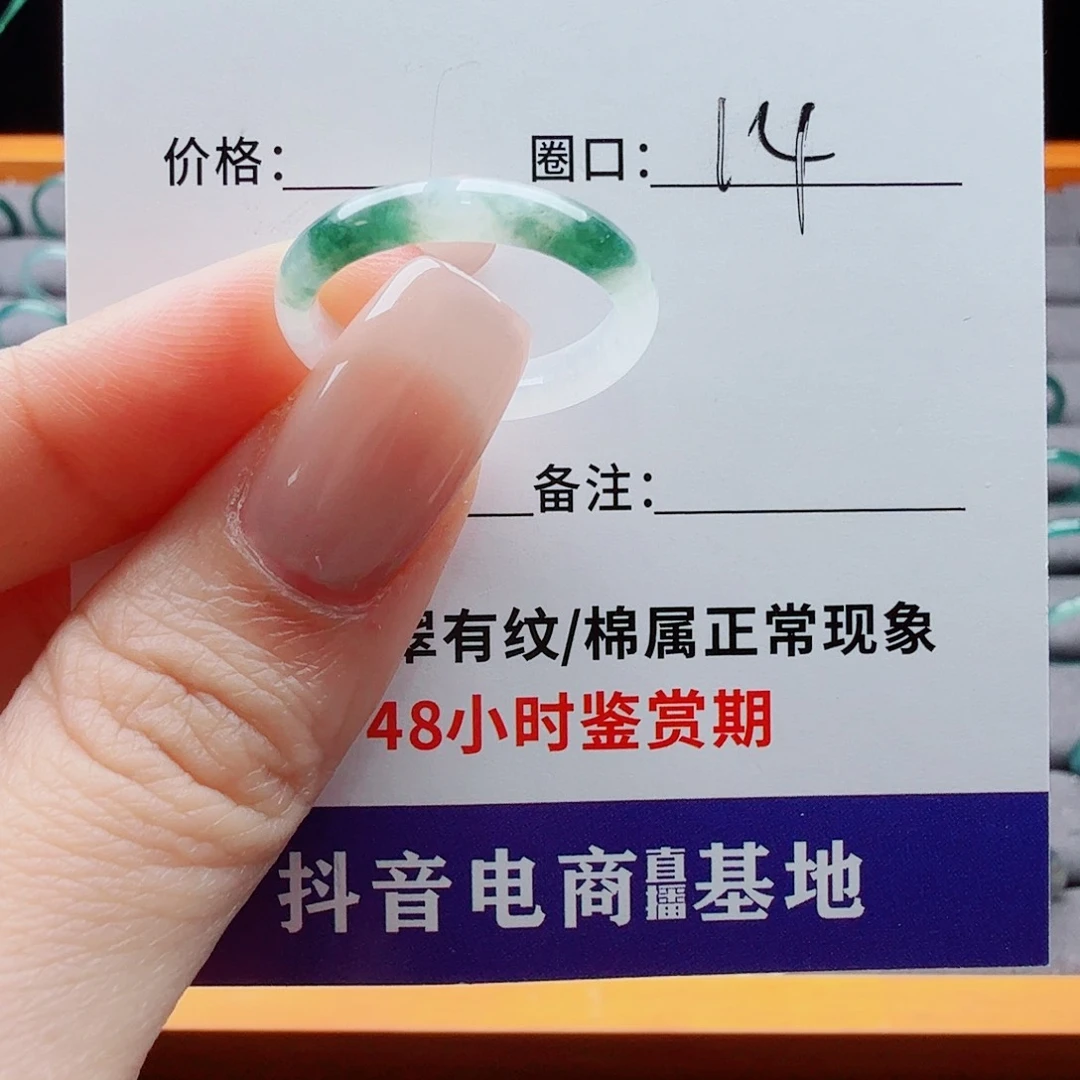 价格： 圈口：14
备注：
翠有纹/棉属正常现象
48小时鉴赏期
抖音电商直播基地